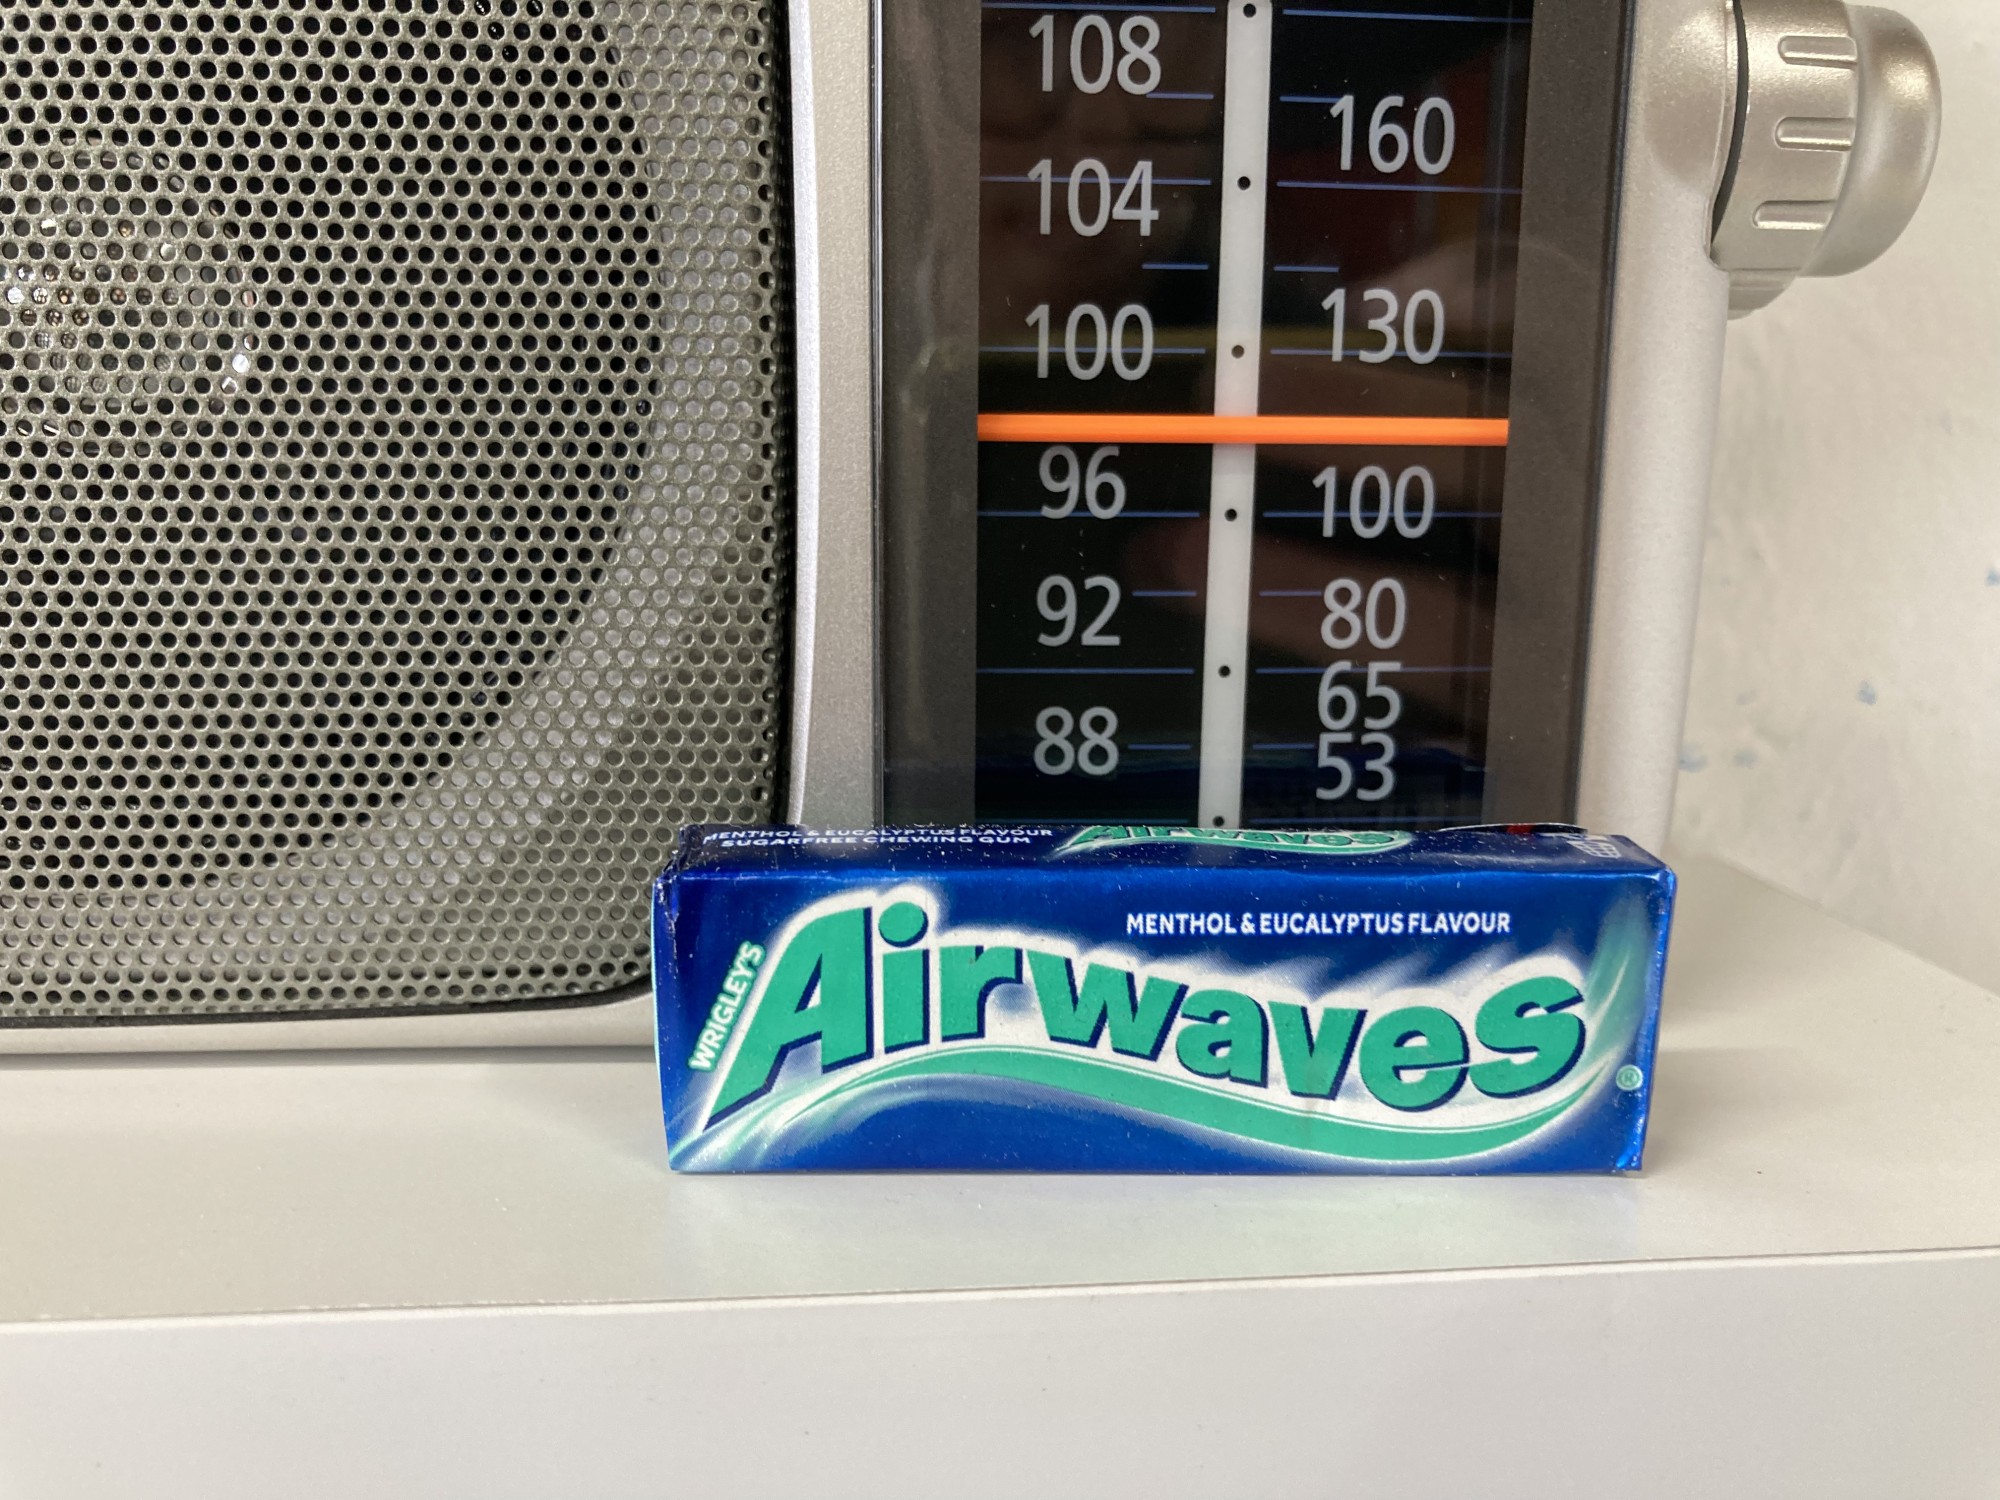 108
160
104
130
100
96
100
92
80
65
88
53
MENTHOL & EUCALYPTUS FLAVOUR
SUGARFREE CHEWING GUM
Airwaves
MENTHOL & EUCALYPTUS FLAVOUR
WRIGLEY'S
Airwaves®